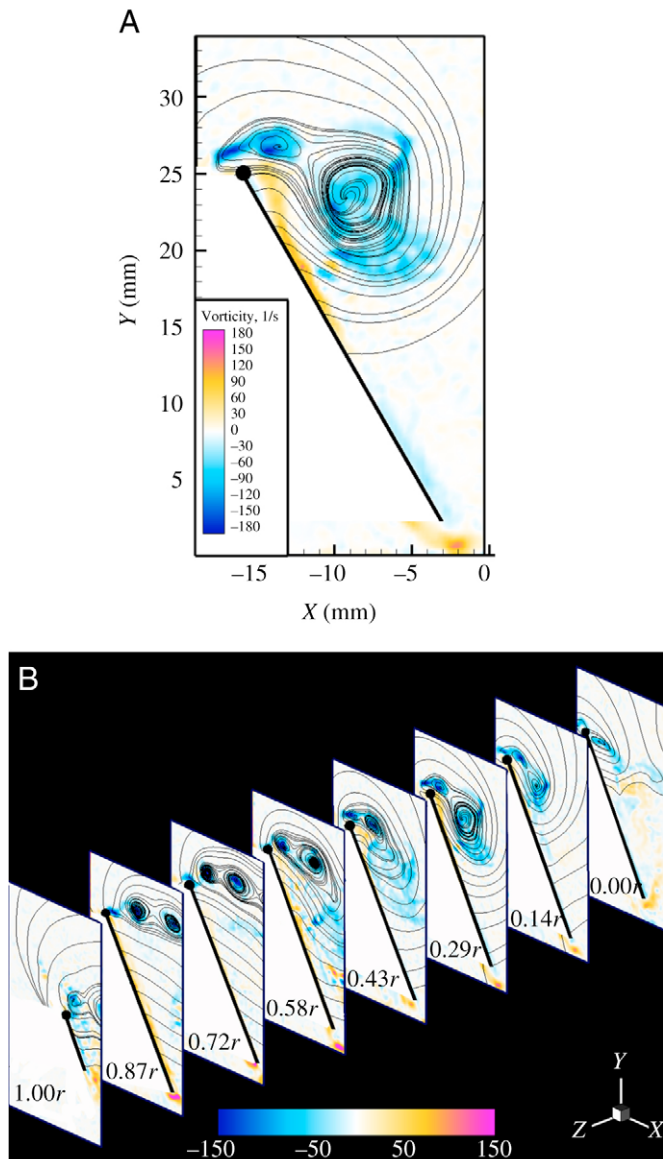 A
30
25
20
15
10
5
Y (mm)
Vorticity, 1/s
180
150
120
90
60
30
0
–30
–60
–90
–120
–150
–180
–15
–10
–5
0
X (mm)
B
0.00r
0.14r
0.29r
0.43r
0.58r
0.72r
0.87r
1.00r
Y
Z
X
–150
–50
50
150